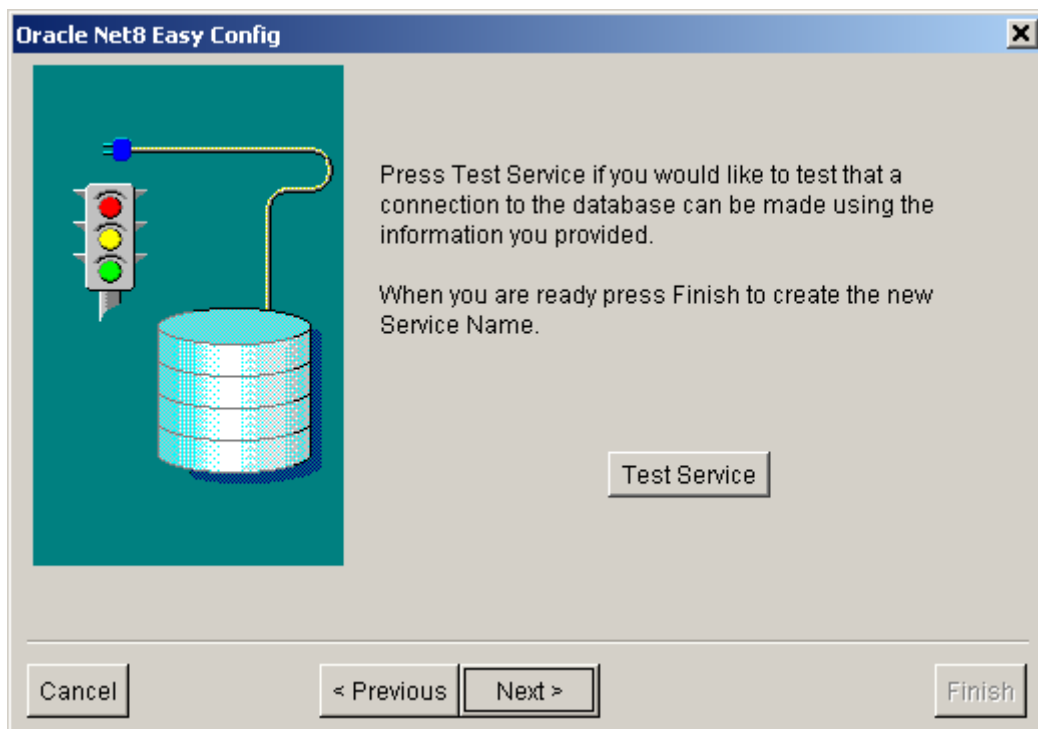 Oracle Net8 Easy Config
Press Test Service if you would like to test that a
connection to the database can be made using the
information you provided.
When you are ready press Finish to create the new
Service Name.
Test Service
Cancel
< Previous
Next >
Finish